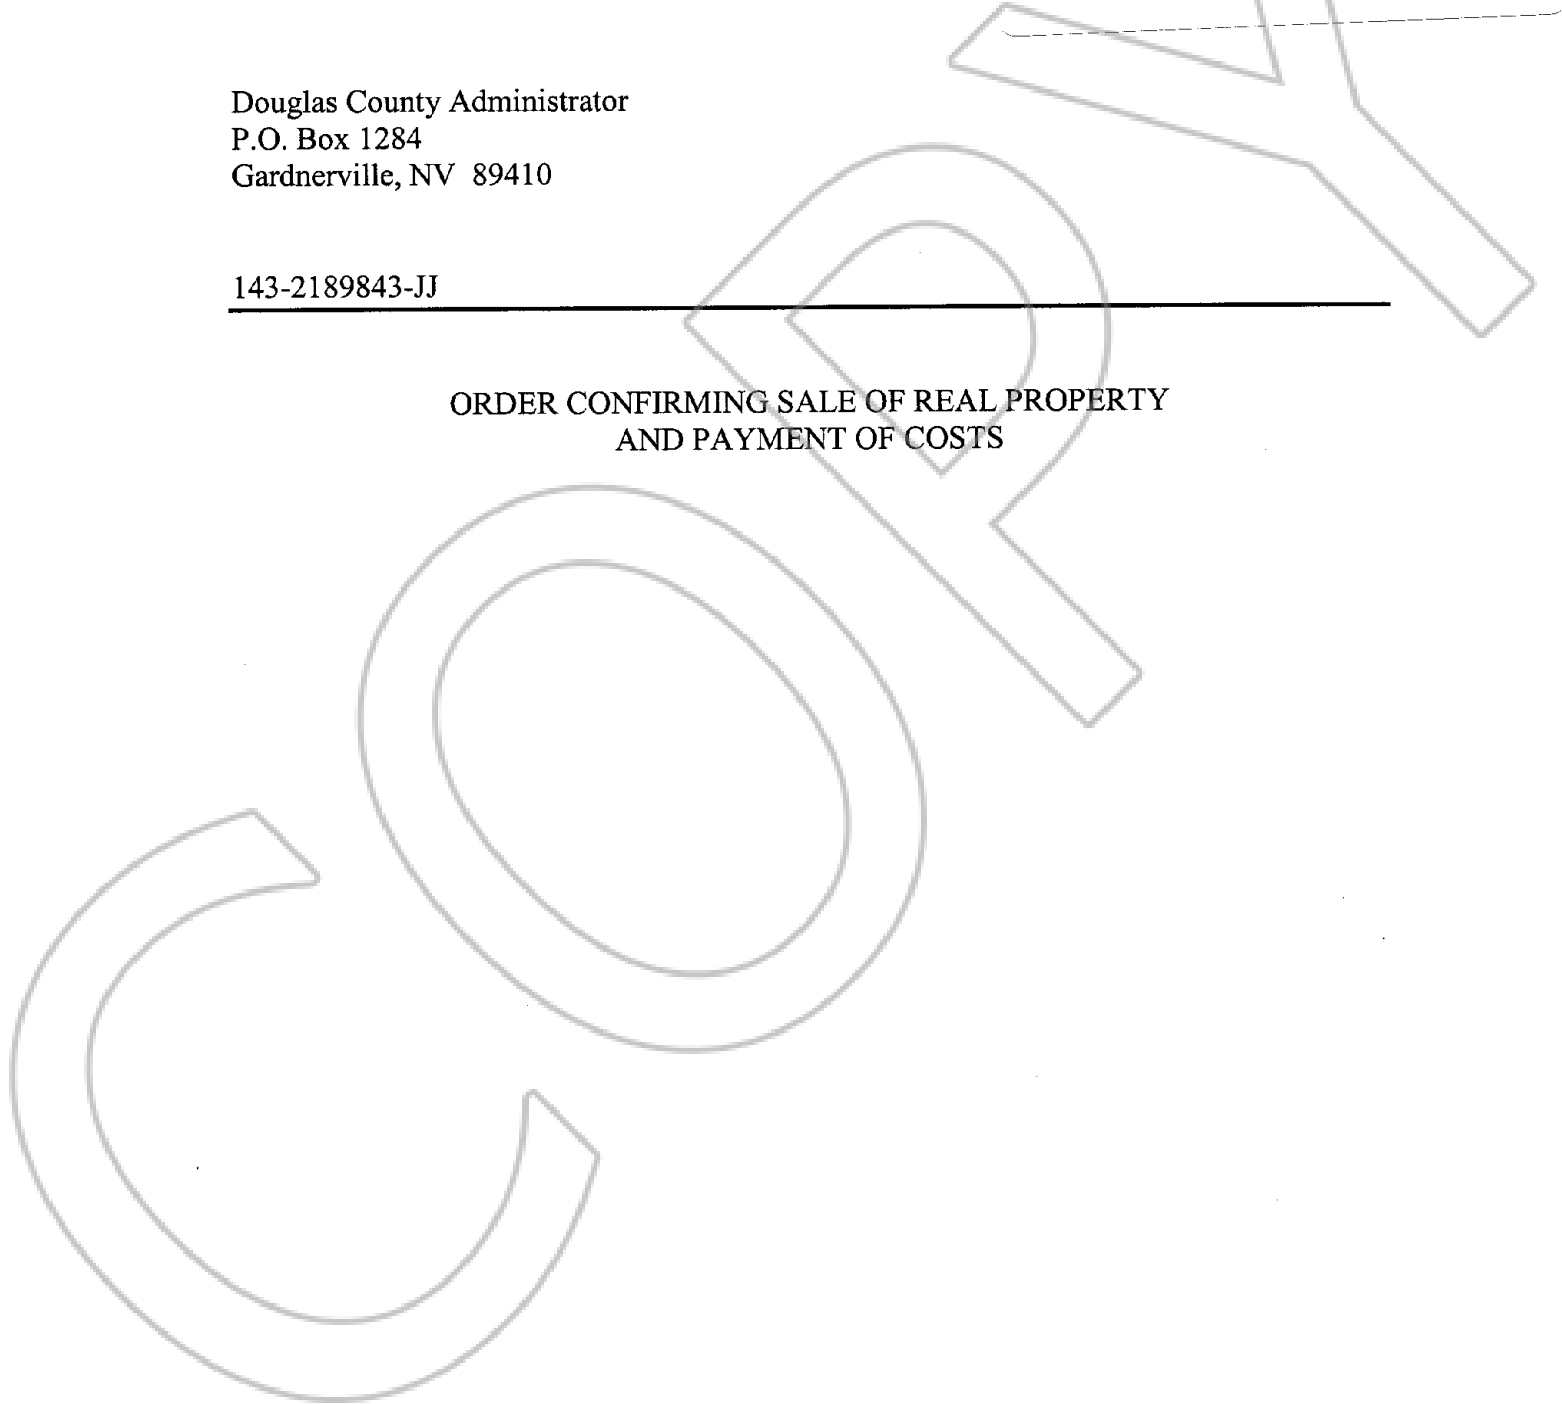 Douglas County Administrator
P.O. Box 1284
Gardnerville, NV 89410
143-2189843-JJ
ORDER CONFIRMING SALE OF REAL PROPERTY
AND PAYMENT OF COSTS
COPY